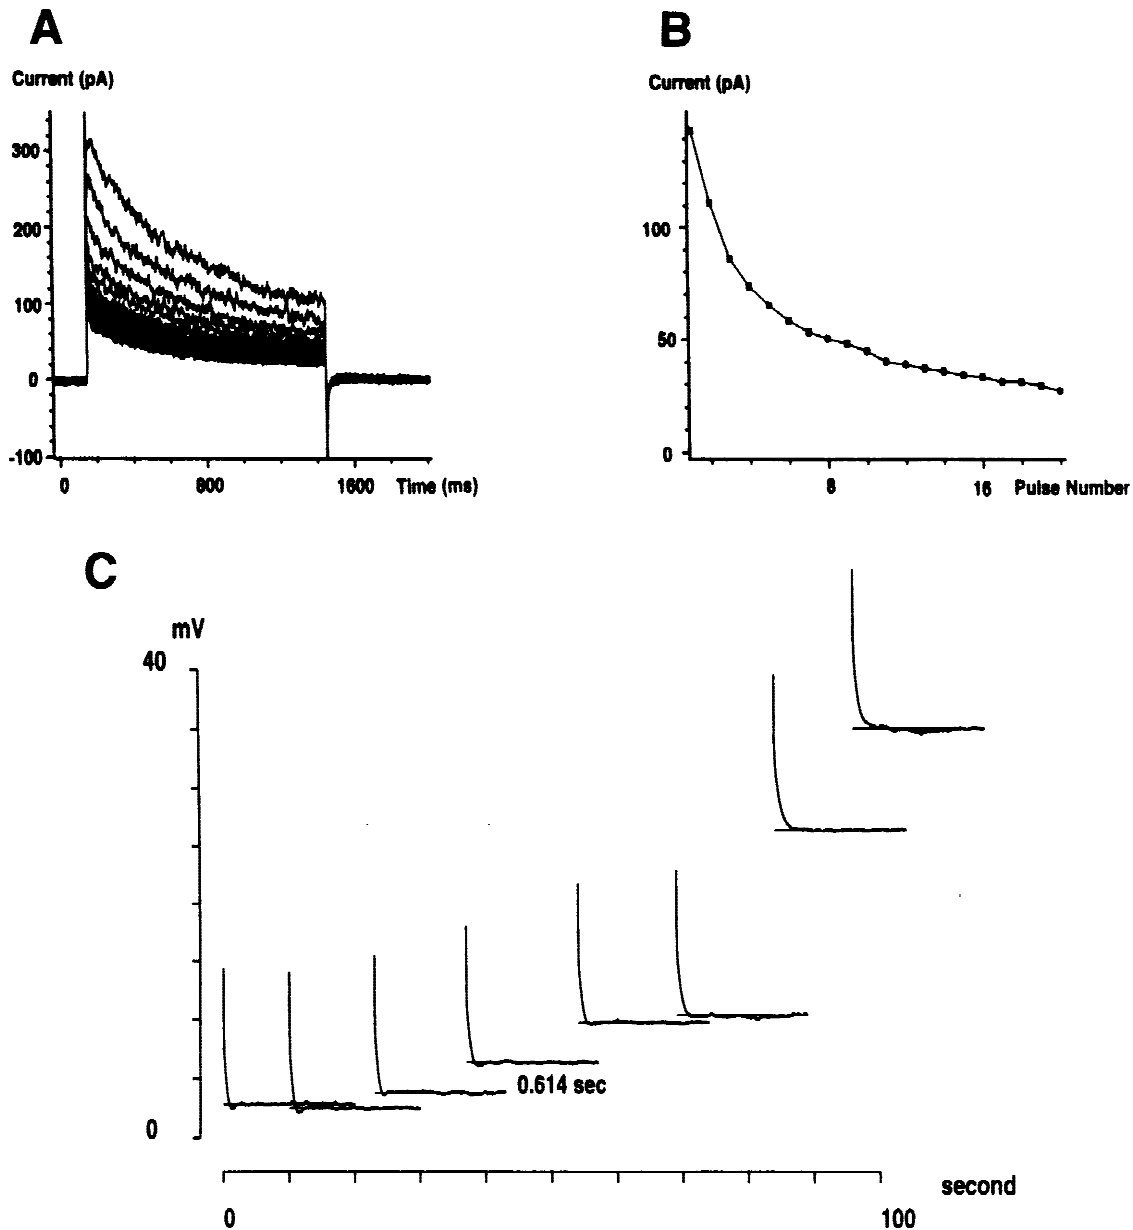 A
B
Current (pA)
Current (pA)
300
200
100
0
-100
0 800 1600 Time (ms)
100
50
0
8 16 Pulse Number
C
mV
40
0
0.614 sec
second
0 100